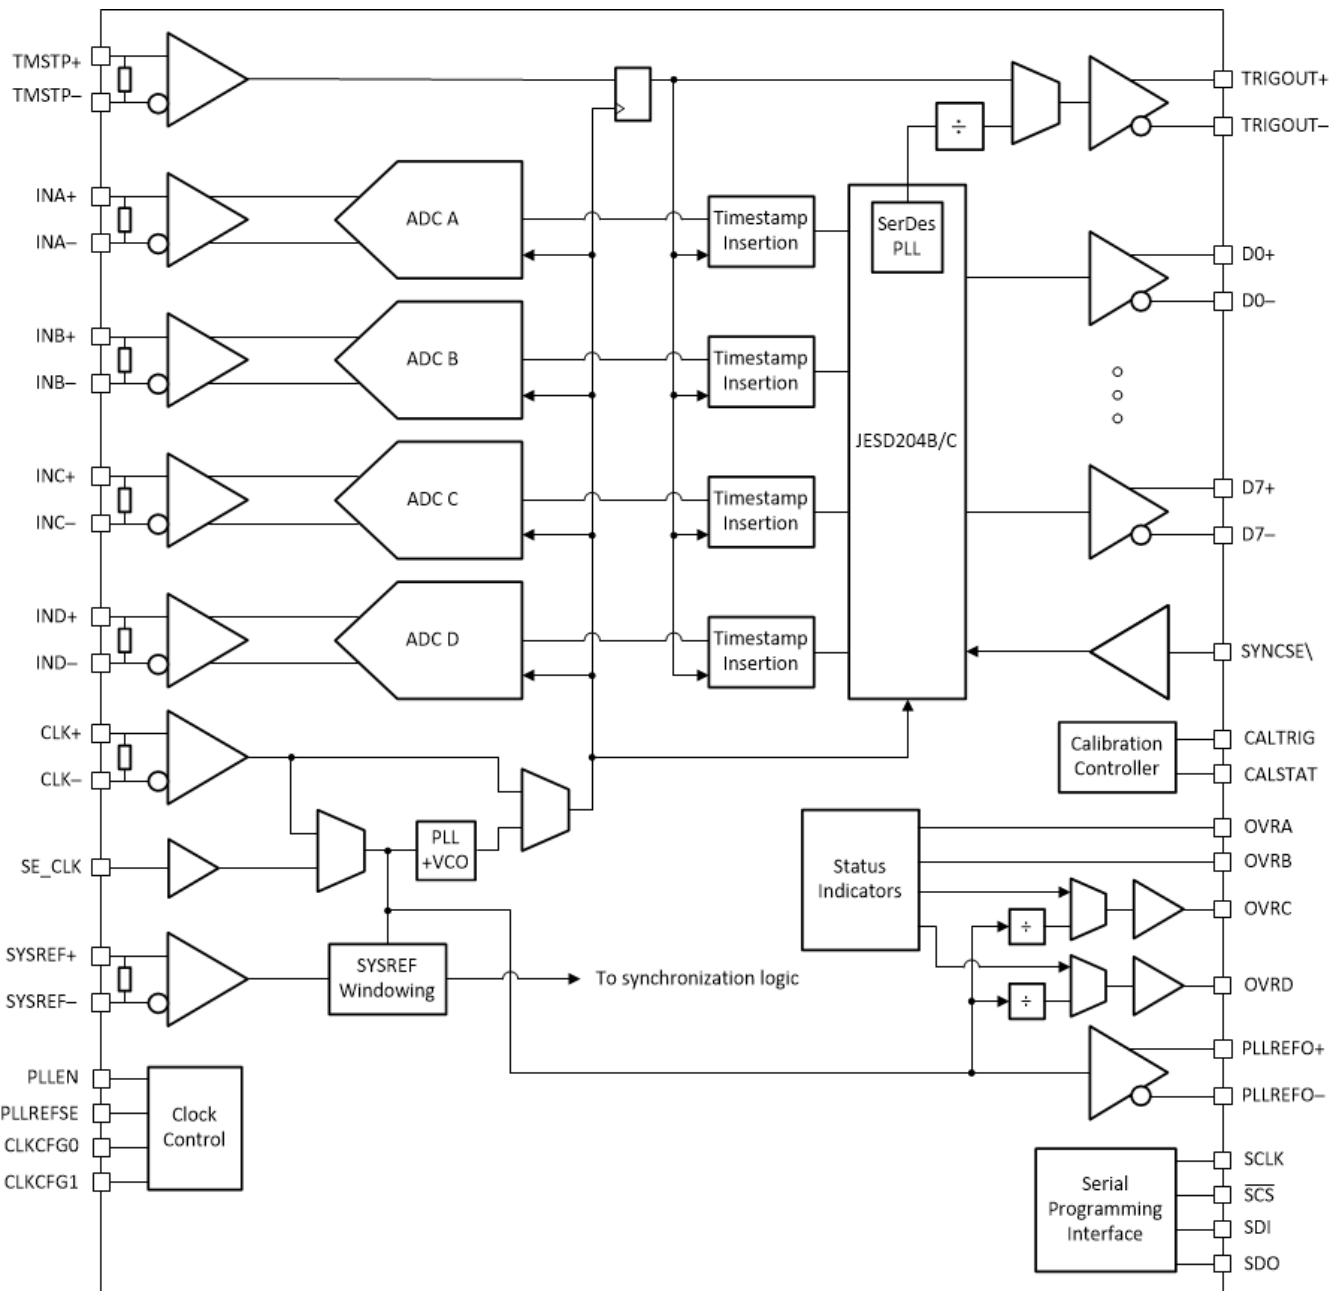 TMSTP+
TMSTP–
INA+
INA–
INB+
INB–
INC+
INC–
IND+
IND–
CLK+
CLK–
SE_CLK
SYSREF+
SYSREF–
PLLEN
PLLREFSE
CLKCFG0
CLKCFG1
ADC A
ADC B
ADC C
ADC D
PLL
+VCO
SYSREF
Windowing
To synchronization logic
Clock
Control
Timestamp
Insertion
Timestamp
Insertion
Timestamp
Insertion
Timestamp
Insertion
÷
SerDes
PLL
JESD204B/C
Calibration
Controller
Status
Indicators
÷
÷
Serial
Programming
Interface
TRIGOUT+
TRIGOUT–
D0+
D0–
D7+
D7–
SYNCSE\
CALTRIG
CALSTAT
OVRA
OVRB
OVRC
OVRD
PLLREFO+
PLLREFO–
SCLK
S̅C̅S̅
SDI
SDO